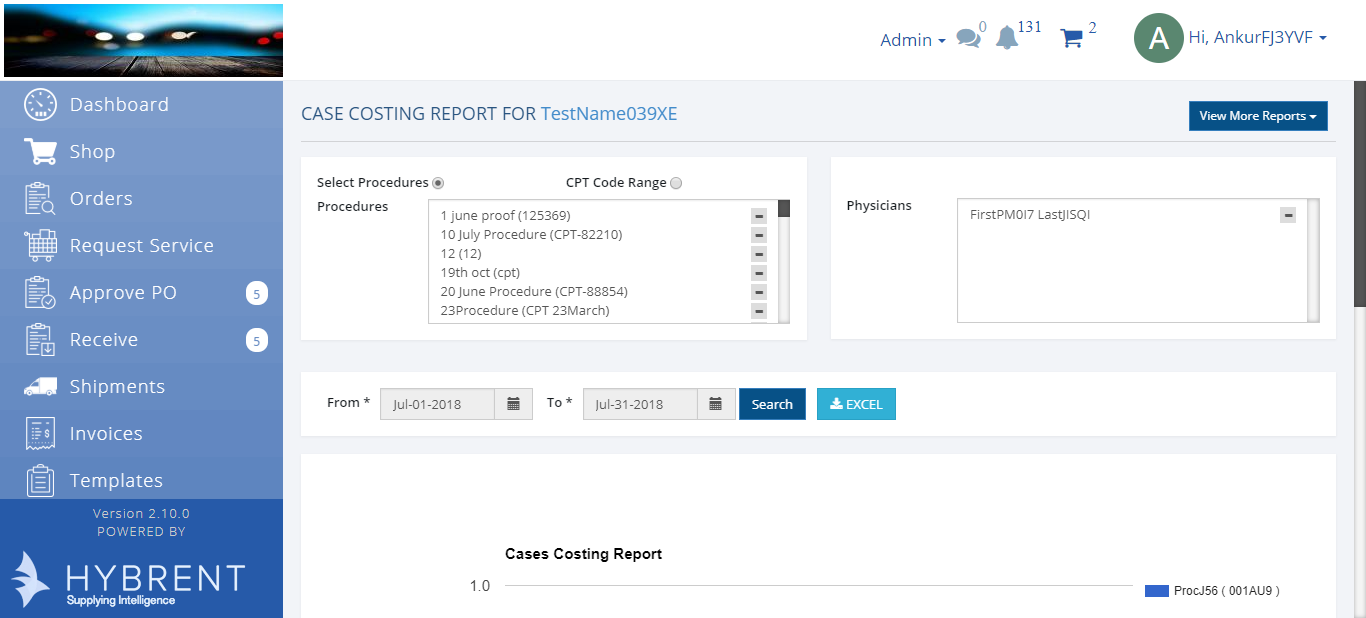 Admin 0 131 2 A Hi, AnkurFJ3YVF
Dashboard
Shop
Orders
Request Service
Approve PO 5
Receive 5
Shipments
Invoices
Templates
Version 2.10.0
POWERED BY
HYBRENT
Supplying Intelligence
CASE COSTING REPORT FOR TestName039XE
View More Reports
Select Procedures CPT Code Range
Procedures
1 june proof (125369)
10 July Procedure (CPT-82210)
12 (12)
19th oct (cpt)
20 June Procedure (CPT-88854)
23Procedure (CPT 23March)
Physicians
FirstPM0I7 LastJISQI
From * Jul-01-2018 To * Jul-31-2018 Search EXCEL
Cases Costing Report
1.0
ProcJ56 ( 001AU9 )